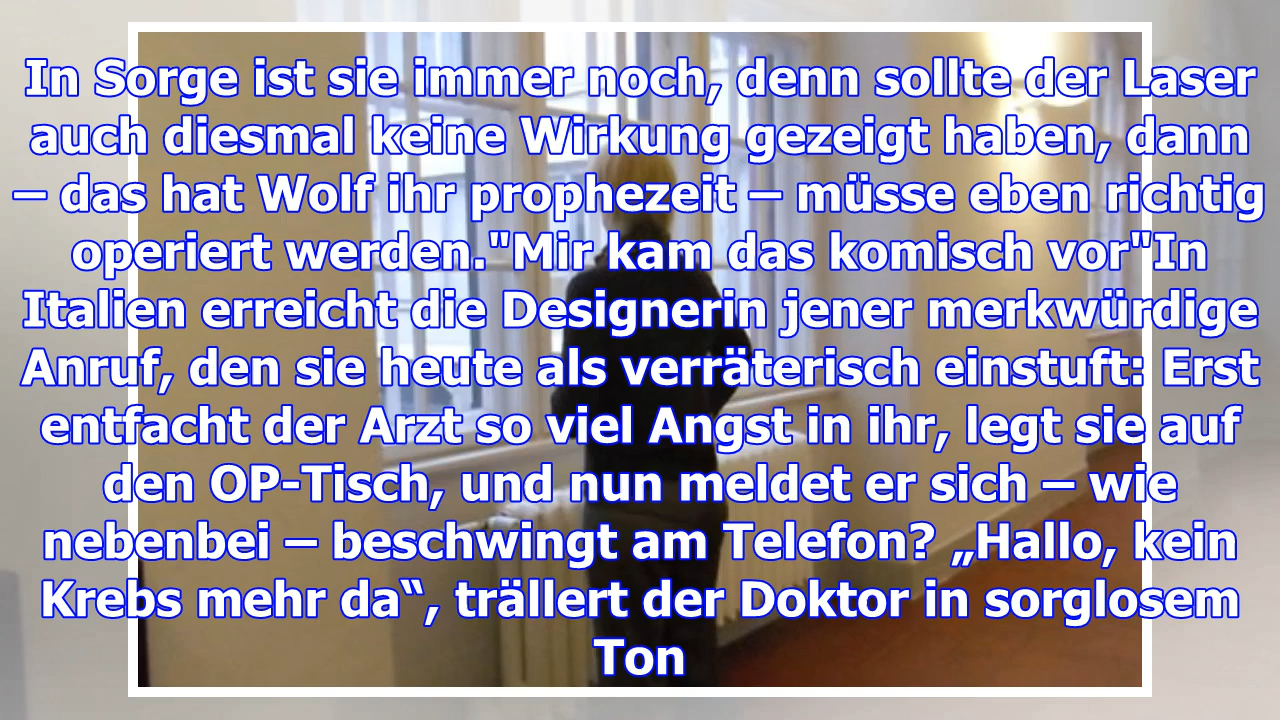 In Sorge ist sie immer noch, denn sollte der Laser
auch diesmal keine Wirkung gezeigt haben, dann
– das hat Wolf ihr prophezeit – müsse eben richtig
operiert werden."Mir kam das komisch vor"In
Italien erreicht die Designerin jener merkwürdige
Anruf, den sie heute als verräterisch einstuft: Erst
entfacht der Arzt so viel Angst in ihr, legt sie auf
den OP-Tisch, und nun meldet er sich – wie
nebenbei – beschwingt am Telefon? „Hallo, kein
Krebs mehr da“, trällert der Doktor in sorglosem
Ton